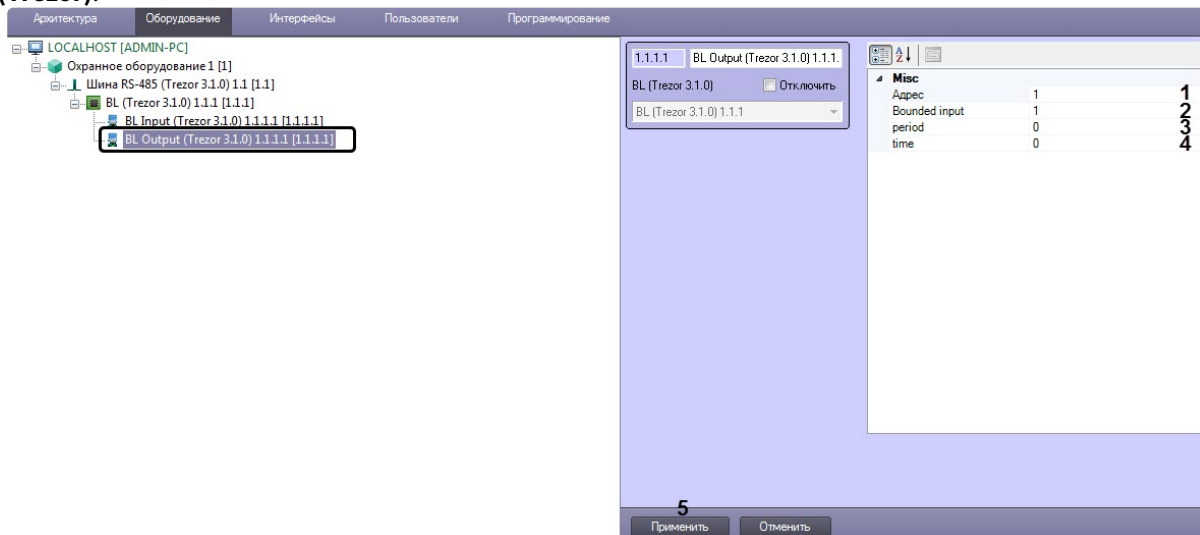 (Trezor).
Архитектура Оборудование Интерфейсы Пользователи Программирование
LOCALHOST [ADMIN-PC]
Охранное оборудование 1 [1]
Шина RS-485 (Trezor 3.1.0) 1.1 [1.1]
BL (Trezor 3.1.0) 1.1.1 [1.1.1]
BL Input (Trezor 3.1.0) 1.1.1.1 [1.1.1.1]
BL Output (Trezor 3.1.0) 1.1.1.1 [1.1.1.1]
1.1.1.1 BL Output (Trezor 3.1.0) 1.1.1.
BL (Trezor 3.1.0) Отключить
BL (Trezor 3.1.0) 1.1.1
Misc
Адрес 1 1
Bounded input 1 2
period 0 3
time 0 4
5
Применить Отменить